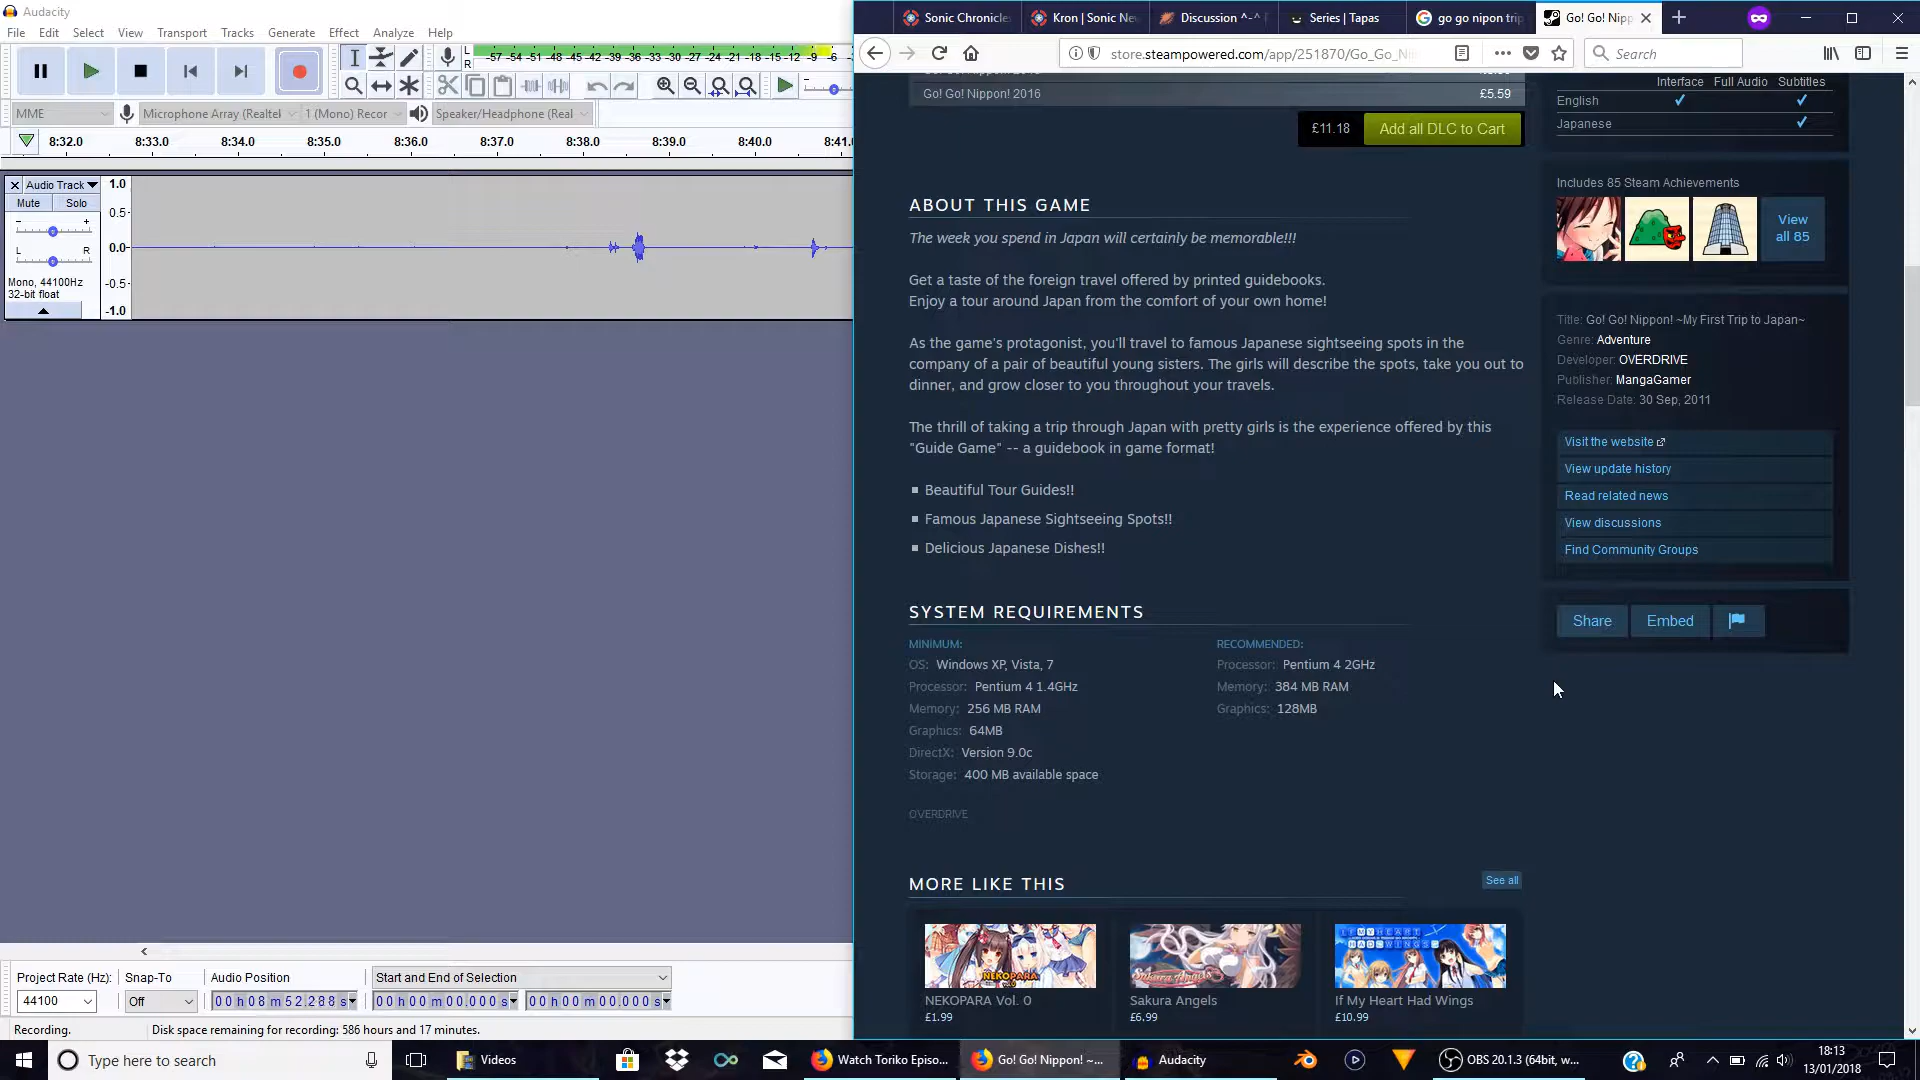 Audacity
File Edit Select View Transport Tracks Generate Effect Analyze Help
L
R
-57 -54 -51 -48 -45 -42 -39 -36 -33 -30 -27 -24 -21 -18 -15 -12 -9 -6
MME
Microphone Array (Realtel
1 (Mono) Recor
Speaker/Headphone (Real
8:32.0 8:33.0 8:34.0 8:35.0 8:36.0 8:37.0 8:38.0 8:39.0 8:40.0 8:41.0
Audio Track
Mute Solo
- +
L R
Mono, 44100Hz
32-bit float
1.0
0.5
0.0
-0.5
-1.0
Project Rate (Hz): Snap-To Audio Position Start and End of Selection
44100 Off 00 h 08 m 52.288 s 00 h 00 m 00.000 s 00 h 00 m 00.000 s
Recording. Disk space remaining for recording: 586 hours and 17 minutes.
Sonic Chronicle
Kron | Sonic Ne
Discussion ^-^
Series | Tapas
go go nipon trip
Go! Go! Nipp
store.steampowered.com/app/251870/Go_Go_Ni
Search
Go! Go! Nippon! 2016 £5.59
£11.18 Add all DLC to Cart
ABOUT THIS GAME
The week you spend in Japan will certainly be memorable!!!
Get a taste of the foreign travel offered by printed guidebooks.
Enjoy a tour around Japan from the comfort of your own home!
As the game's protagonist, you'll travel to famous Japanese sightseeing spots in the
company of a pair of beautiful young sisters. The girls will describe the spots, take you out to
dinner, and grow closer to you throughout your travels.
The thrill of taking a trip through Japan with pretty girls is the experience offered by this
"Guide Game" -- a guidebook in game format!
Beautiful Tour Guides!!
Famous Japanese Sightseeing Spots!!
Delicious Japanese Dishes!!
SYSTEM REQUIREMENTS
MINIMUM:
OS: Windows XP, Vista, 7
Processor: Pentium 4 1.4GHz
Memory: 256 MB RAM
Graphics: 64MB
DirectX: Version 9.0c
Storage: 400 MB available space
RECOMMENDED:
Processor: Pentium 4 2GHz
Memory: 384 MB RAM
Graphics: 128MB
OVERDRIVE
MORE LIKE THIS
See all
NEKOPARA
NEKOPARA Vol. 0
£1.99
Sakura Angels
Sakura Angels
£6.99
IF MY HEART HAD WINGS
If My Heart Had Wings
£10.99
Interface Full Audio Subtitles
English
Japanese
Includes 85 Steam Achievements
View
all 85
Title: Go! Go! Nippon! ~My First Trip to Japan~
Genre: Adventure
Developer: OVERDRIVE
Publisher: MangaGamer
Release Date: 30 Sep, 2011
Visit the website
View update history
Read related news
View discussions
Find Community Groups
Share Embed
Type here to search
Videos
Watch Toriko Episo...
Go! Go! Nippon! ~...
Audacity
OBS 20.1.3 (64bit, w...
18:13
13/01/2018